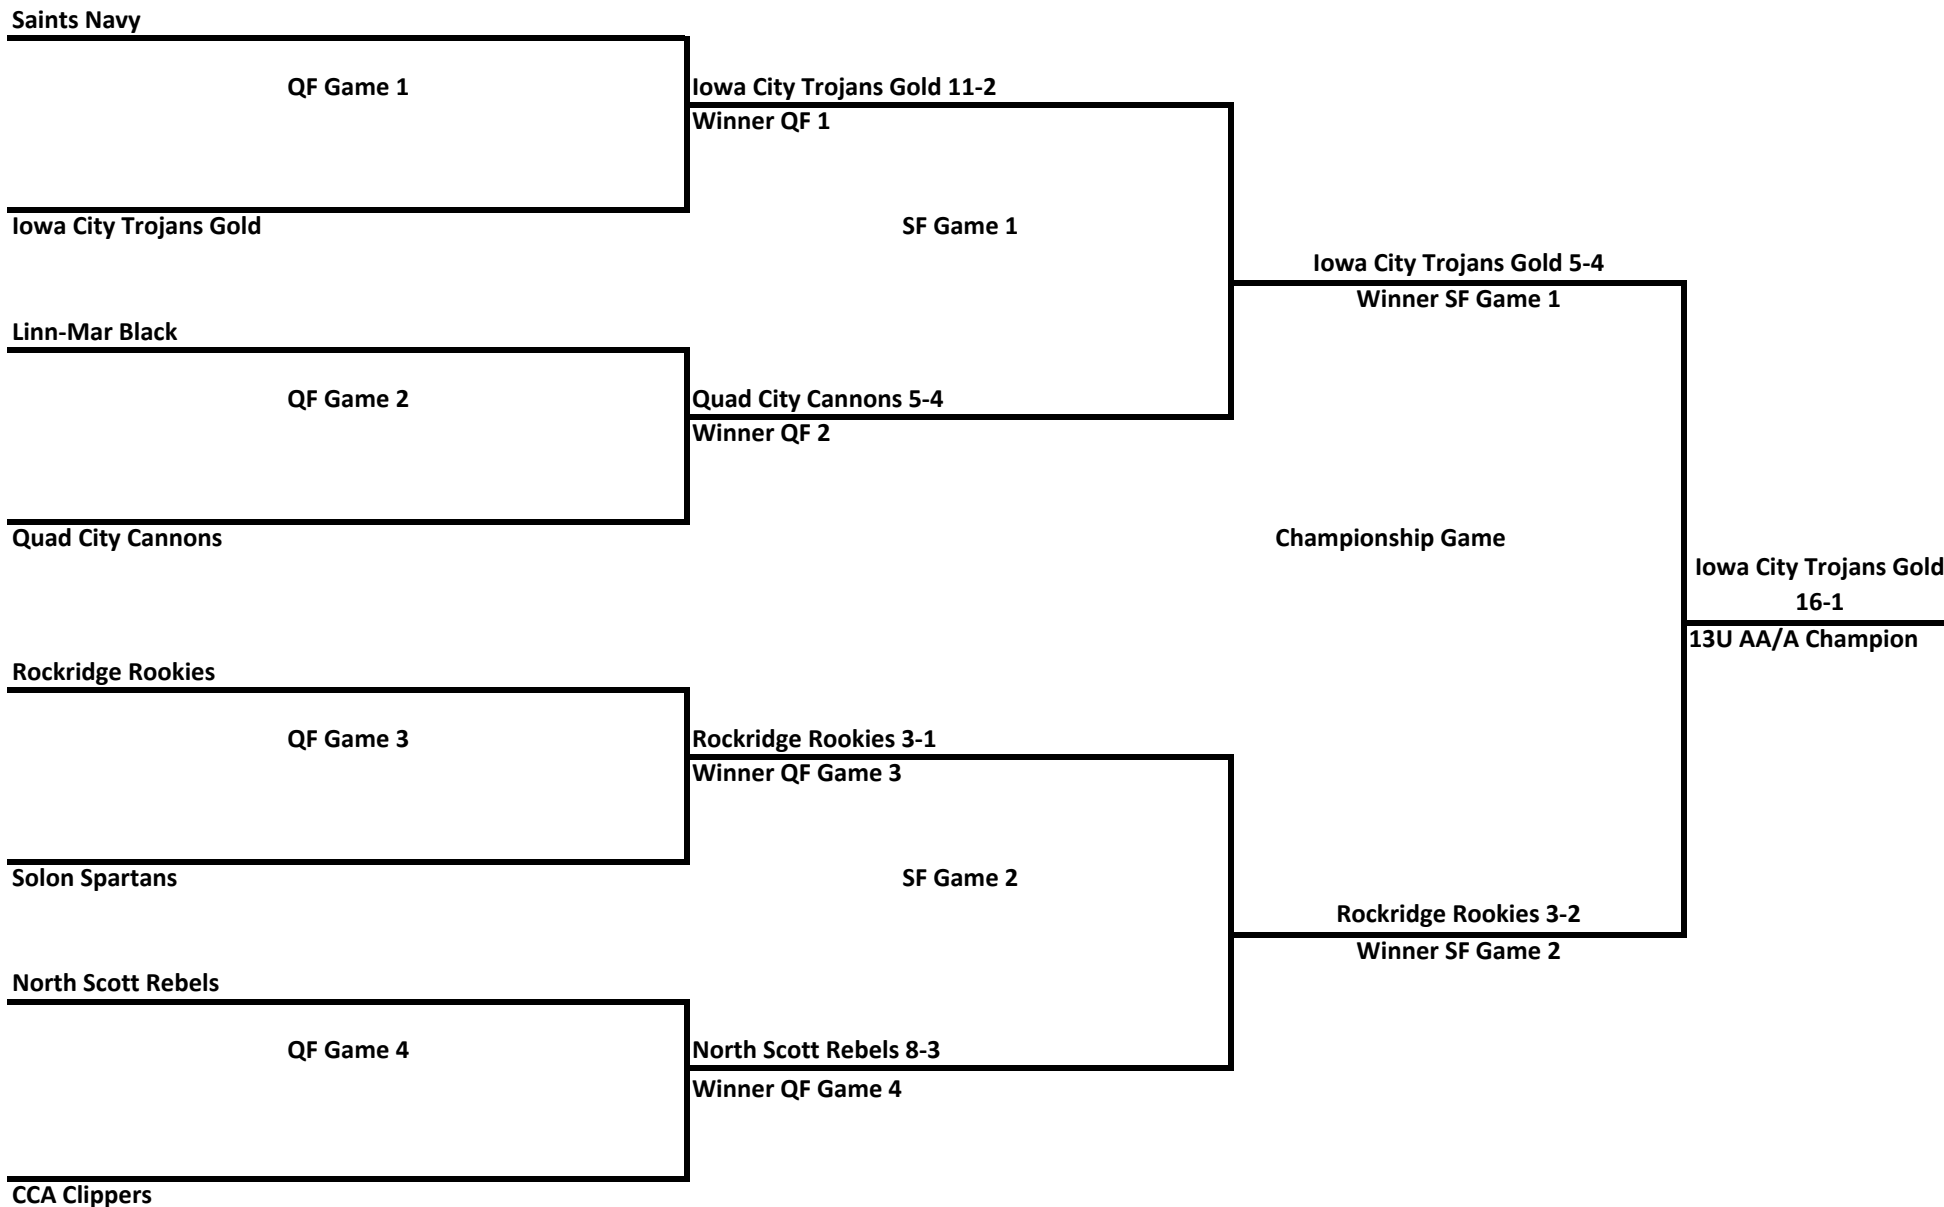 Saints Navy
QF Game 1
Iowa City Trojans Gold 11-2
Winner QF 1
Iowa City Trojans Gold
SF Game 1
Iowa City Trojans Gold 5-4
Winner SF Game 1
Linn-Mar Black
QF Game 2
Quad City Cannons 5-4
Winner QF 2
Quad City Cannons
Championship Game
Iowa City Trojans Gold
16-1
13U AA/A Champion
Rockridge Rookies
QF Game 3
Rockridge Rookies 3-1
Winner QF Game 3
Solon Spartans
SF Game 2
Rockridge Rookies 3-2
Winner SF Game 2
North Scott Rebels
QF Game 4
North Scott Rebels 8-3
Winner QF Game 4
CCA Clippers